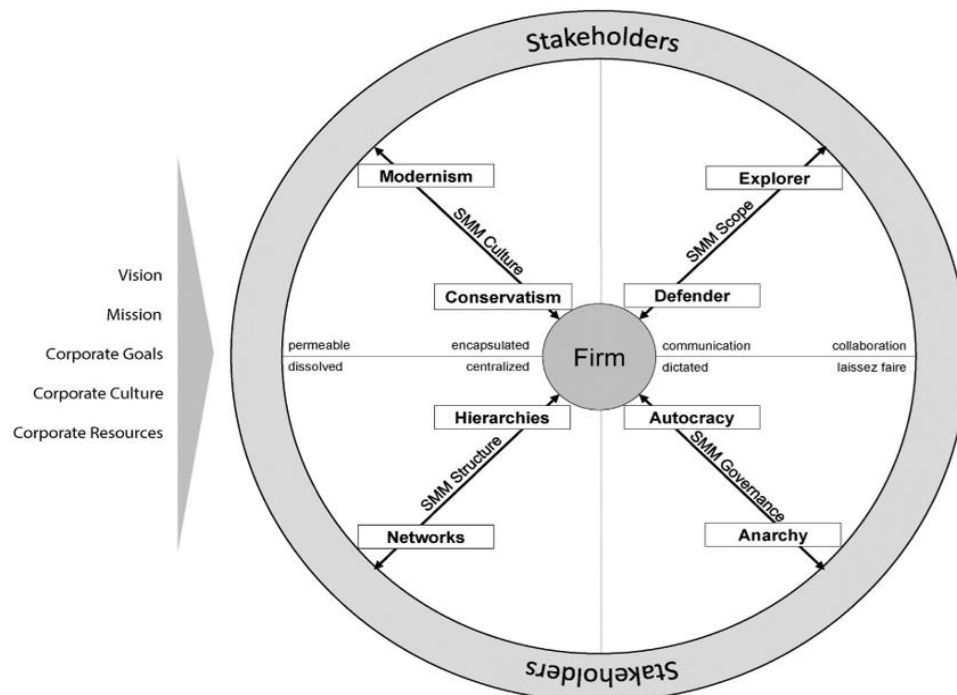 Stakeholders
Modernism
Explorer
SMM Culture
SMM Scope
Conservatism
Defender
Vision
Mission
Corporate Goals
Corporate Culture
Corporate Resources
permeable
encapsulated
Firm
communication
collaboration
dissolved
centralized
dictated
laissez faire
Hierarchies
Autocracy
SMM Structure
SMM Governance
Networks
Anarchy
Stakeholders